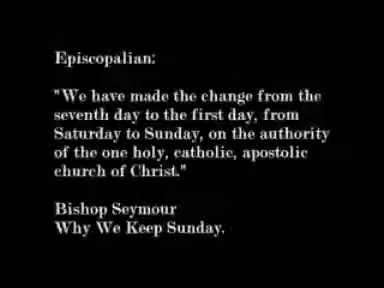 Episcopalian:
"We have made the change from the
seventh day to the first day, from
Saturday to Sunday, on the authority
of the one holy, catholic, apostolic
church of Christ."
Bishop Seymour
Why We Keep Sunday.